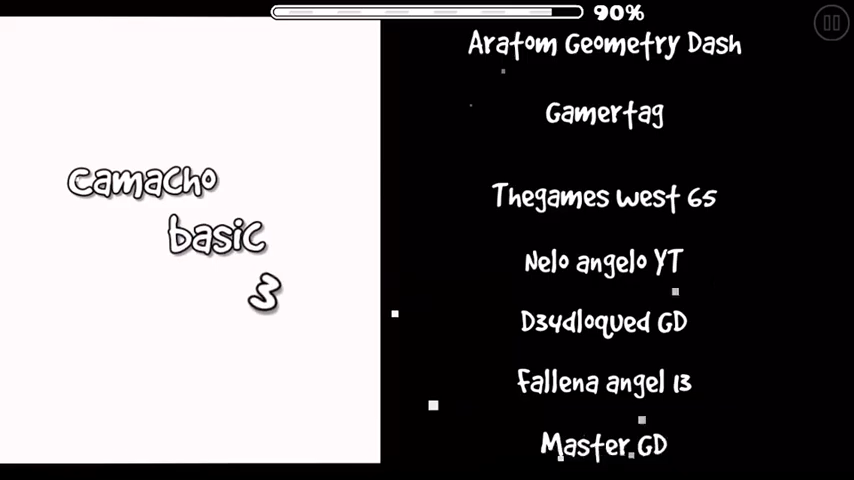 90%
Aratom Geometry Dash
Gamertag
camacho
Thegames west 65
basic
Nelo angelo YT
3
D34dloqued GD
Fallena angel 13
Master GD